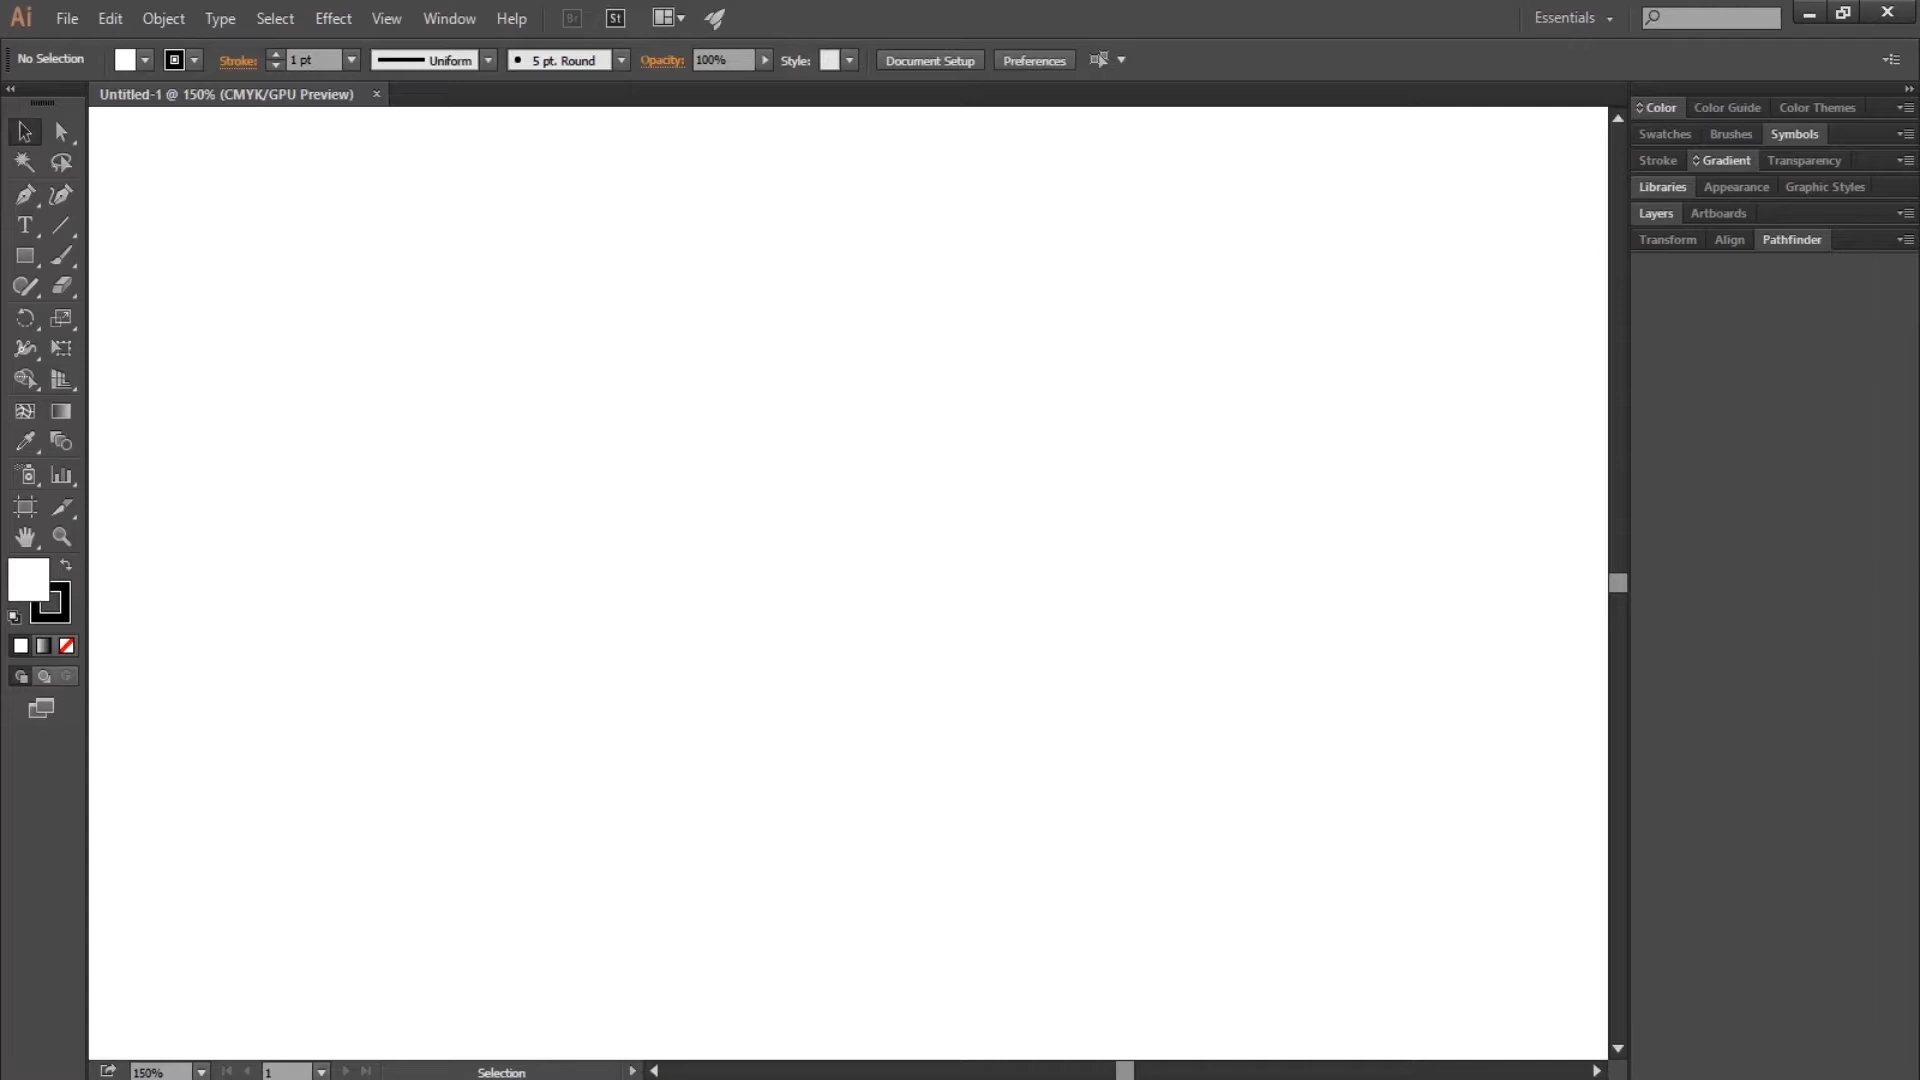 Ai File Edit Object Type Select Effect View Window Help Br St Essentials
No Selection Stroke: 1 pt Uniform 5 pt. Round Opacity: 100% Style: Document Setup Preferences
Untitled-1 @ 150% (CMYK/GPU Preview) ×
Color Color Guide Color Themes
Swatches Brushes Symbols
Stroke Gradient Transparency
Libraries Appearance Graphic Styles
Layers Artboards
Transform Align Pathfinder
150% 1 Selection